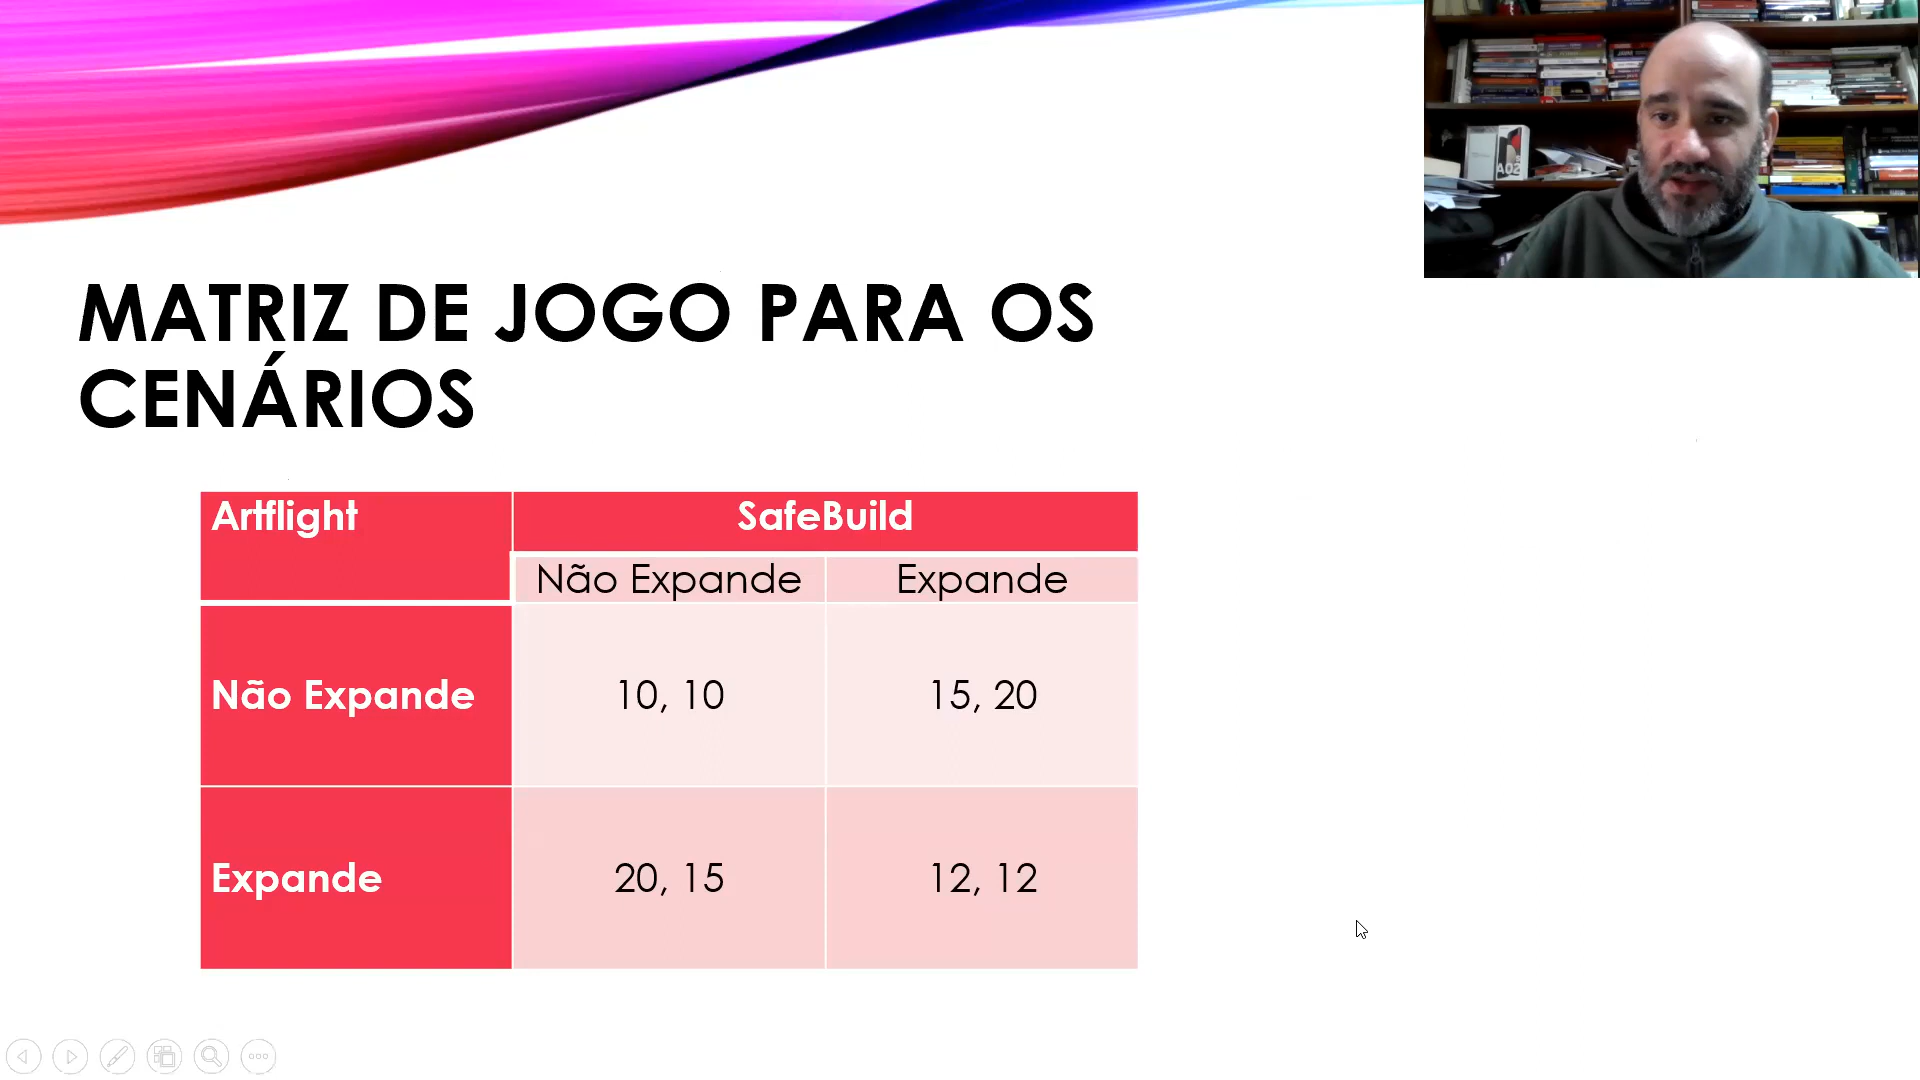 MATRIZ DE JOGO PARA OS
CENÁRIOS
Artflight
SafeBuild
Não Expande
Expande
Não Expande
10, 10
15, 20
Expande
20, 15
12, 12
A02